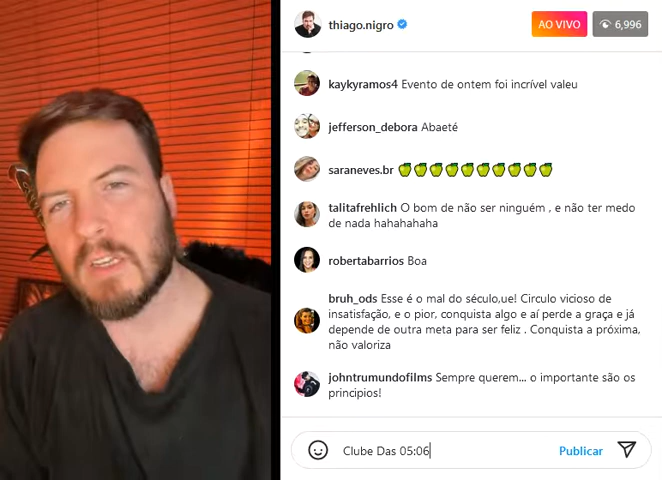 thiago.nigro
AO VIVO
6,996
kaykyramos4 Evento de ontem foi incrível valeu
jefferson_debora Abaeté
saraneves.br 🍏🍏🍏🍏🍏🍏🍏🍏🍏🍏
talitafrehlich O bom de não ser ninguém , e não ter medo
de nada hahahahaha
robertabarrios Boa
bruh_ods Esse é o mal do século,ue! Circulo vicioso de
insatisfação, e o pior, conquista algo e aí perde a graça e já
depende de outra meta para ser feliz . Conquista a próxima,
não valoriza
johntrumundofilms Sempre querem... o importante são os
principios!
Clube Das 05:06
Publicar